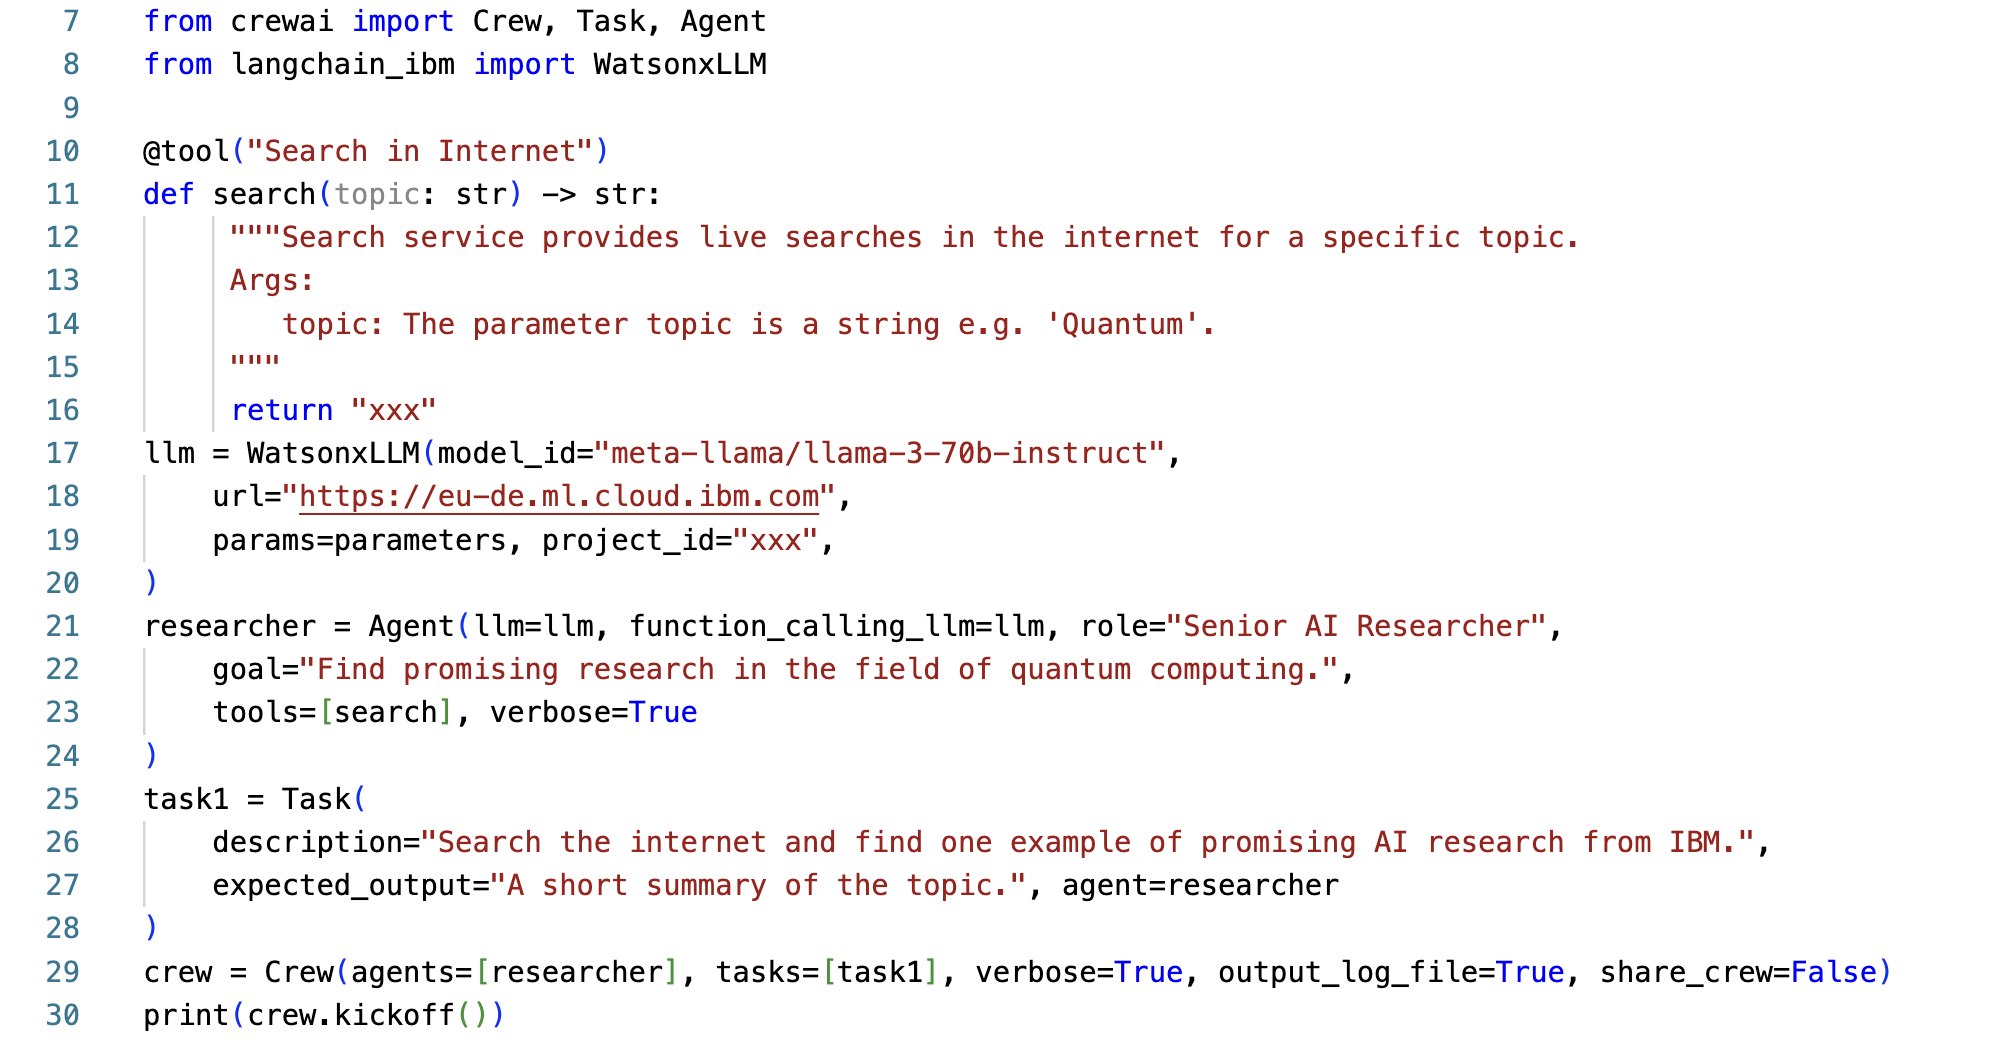 7 from crewai import Crew, Task, Agent
8 from langchain_ibm import WatsonxLLM
9
10 @tool("Search in Internet")
11 def search(topic: str) -> str:
12 """Search service provides live searches in the internet for a specific topic.
13 Args:
14 topic: The parameter topic is a string e.g. 'Quantum'.
15 """
16 return "xxx"
17 llm = WatsonxLLM(model_id="meta-llama/llama-3-70b-instruct",
18 url="https://eu-de.ml.cloud.ibm.com",
19 params=parameters, project_id="xxx",
20 )
21 researcher = Agent(llm=llm, function_calling_llm=llm, role="Senior AI Researcher",
22 goal="Find promising research in the field of quantum computing.",
23 tools=[search], verbose=True
24 )
25 task1 = Task(
26 description="Search the internet and find one example of promising AI research from IBM.",
27 expected_output="A short summary of the topic.", agent=researcher
28 )
29 crew = Crew(agents=[researcher], tasks=[task1], verbose=True, output_log_file=True, share_crew=False)
30 print(crew.kickoff())